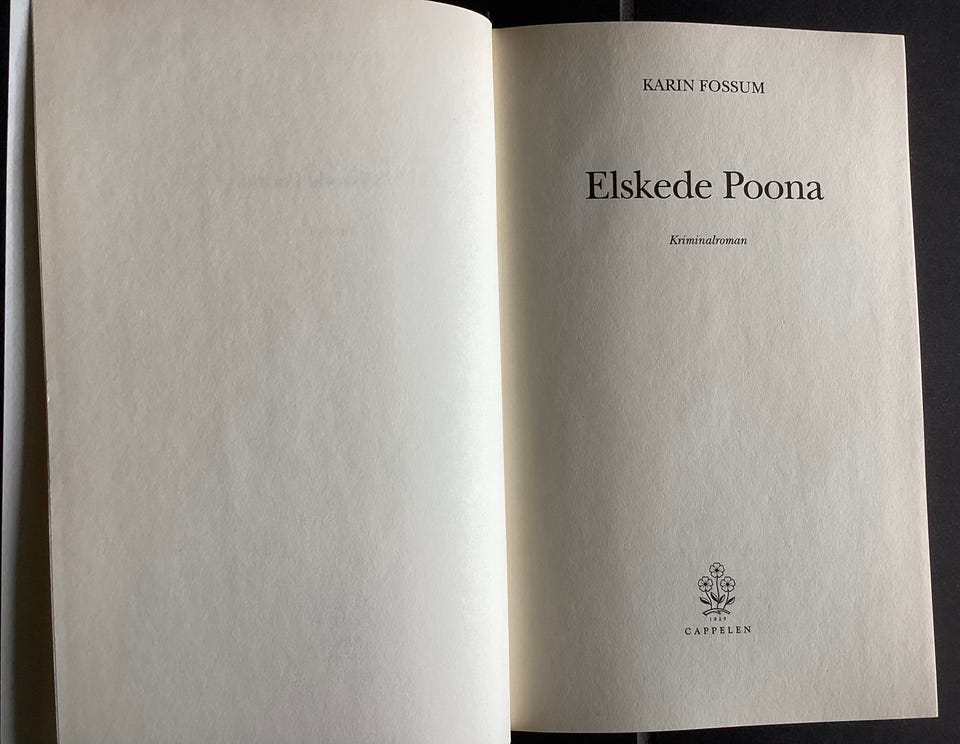 KARIN FOSSUM
Elskede Poona
Kriminalroman
1829
CAPPELEN